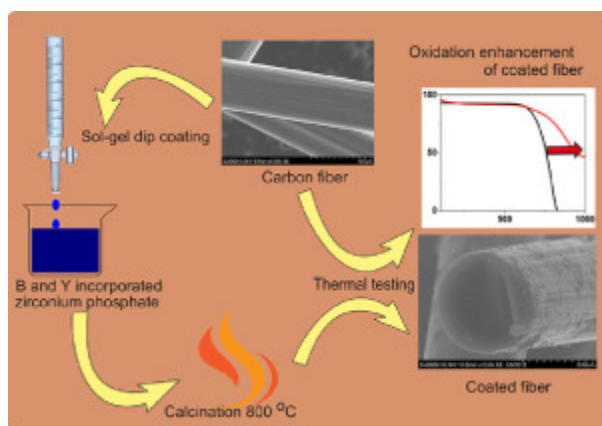 Oxidation enhancement
of coated fiber
Sol-gel dip coating
Carbon fiber
100
50
500
1000
B and Y incorporated
zirconium phosphate
Thermal testing
Calcination 800 °C
Coated fiber